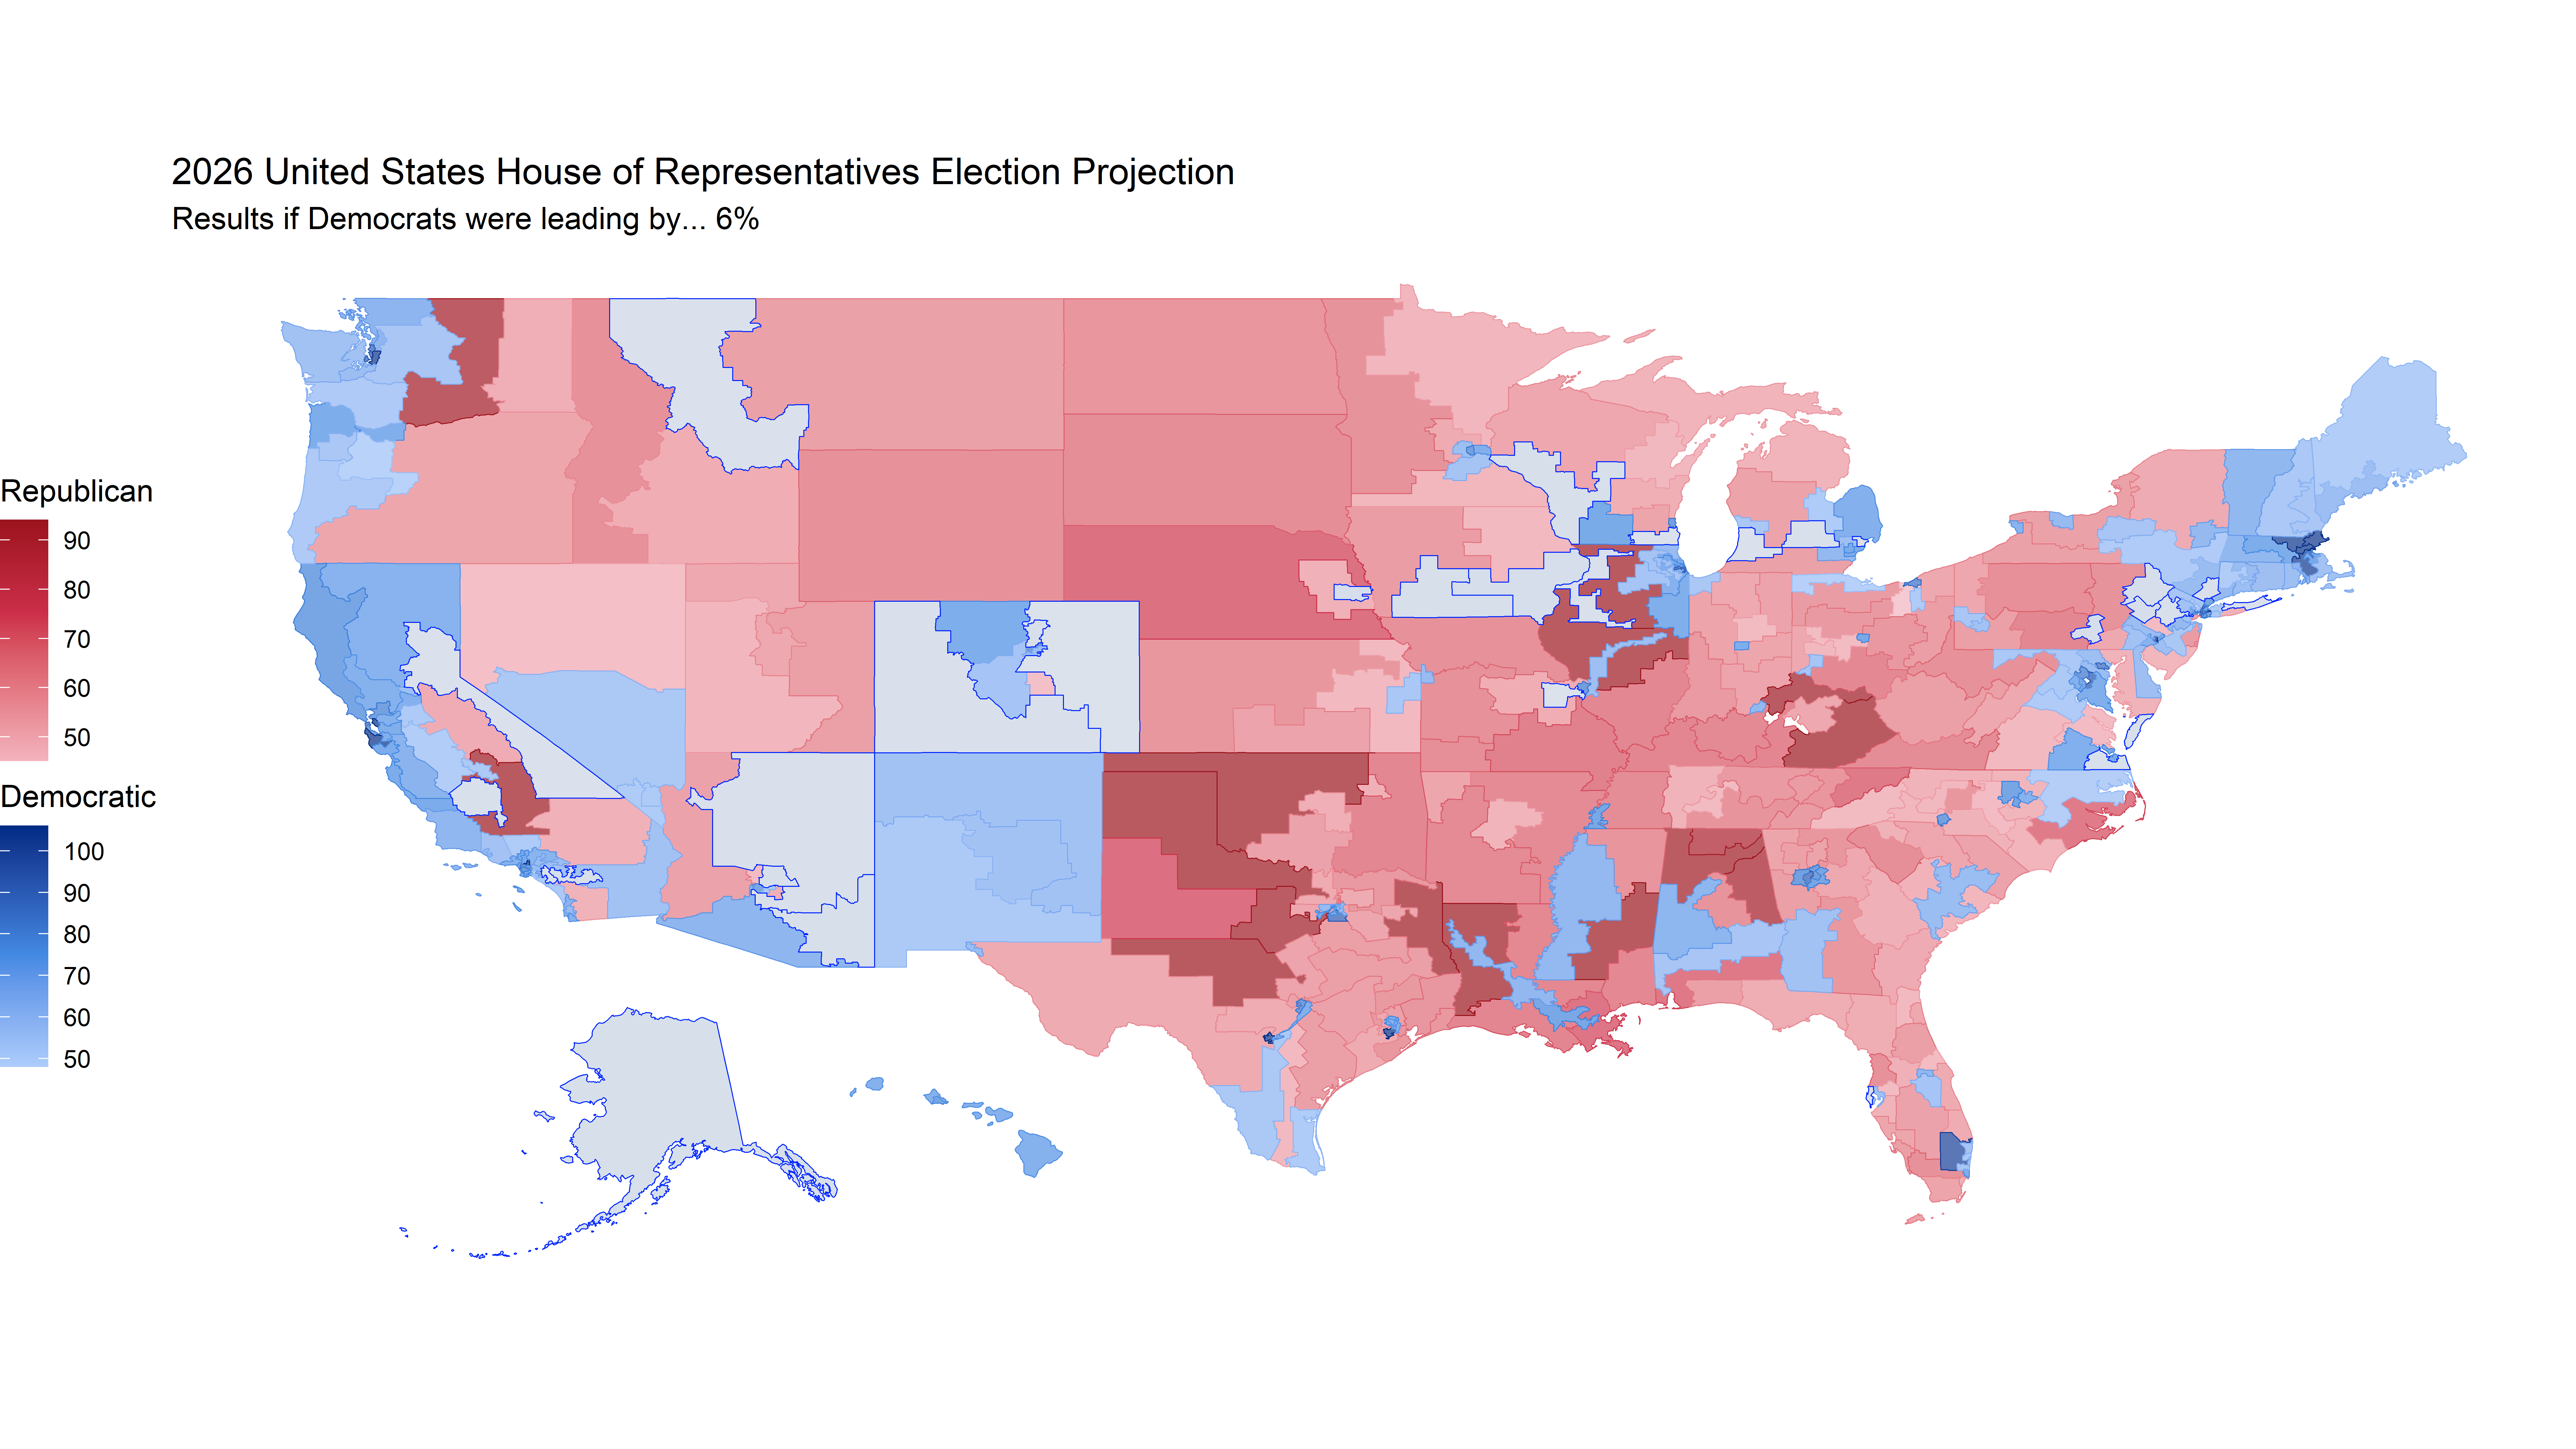 2026 United States House of Representatives Election Projection
Results if Democrats were leading by... 6%
Republican
90
80
70
60
50
Democratic
100
90
80
70
60
50